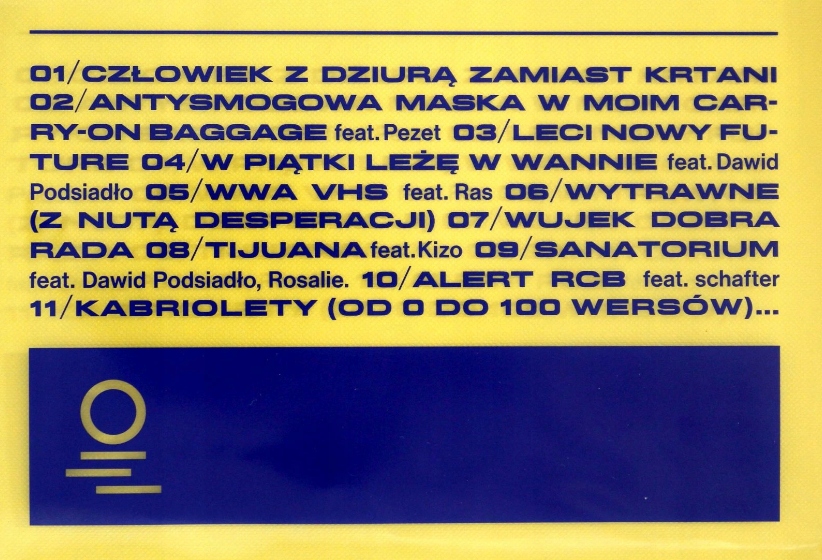 01/CZŁOWIEK Z DZIURĄ ZAMIAST KRTANI
02/ANTYSMOGOWA MASKA W MOIM CAR-
RY-ON BAGGAGE feat. Pezet 03/LECI NOWY FU-
TURE 04/W PIĄTKI LEŻĘ W WANNIE feat. Dawid
Podsiadło 05/WWA VHS feat. Ras 06/WYTRAWNE
(Z NUTĄ DESPERACJI) 07/WUJEK DOBRA
RADA 08/TIJUANA feat.Kizo 09/SANATORIUM
feat. Dawid Podsiadło, Rosalie. 10/ALERT RCB feat. schafter
11/KABRIOLETY (OD 0 DO 100 WERSÓW)...